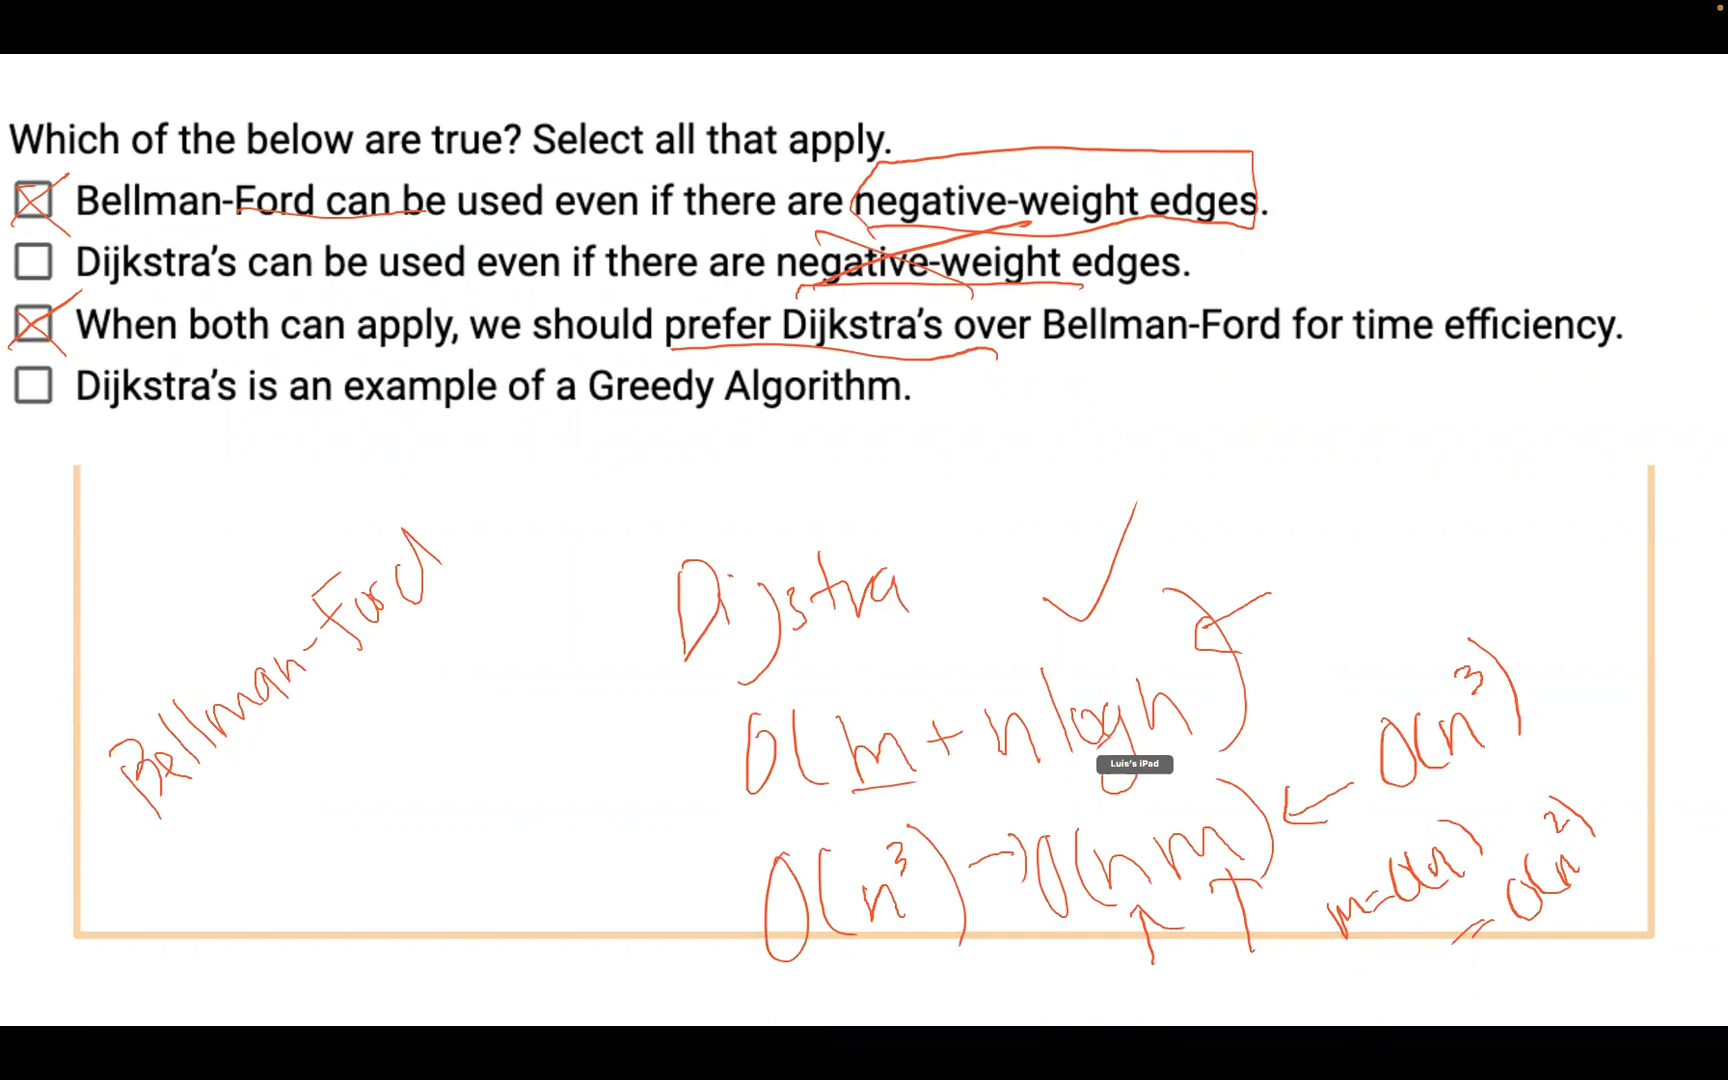 Which of the below are true? Select all that apply.
Bellman-Ford can be used even if there are negative-weight edges.
Dijkstra's can be used even if there are negative-weight edges.
When both can apply, we should prefer Dijkstra's over Bellman-Ford for time efficiency.
Dijkstra's is an example of a Greedy Algorithm.
Bellman-Ford
Dijstra
O(m + n log n)
Luis's iPad
O(n³)
O(n³) → O(nm)
m = O(n)
= O(n²)